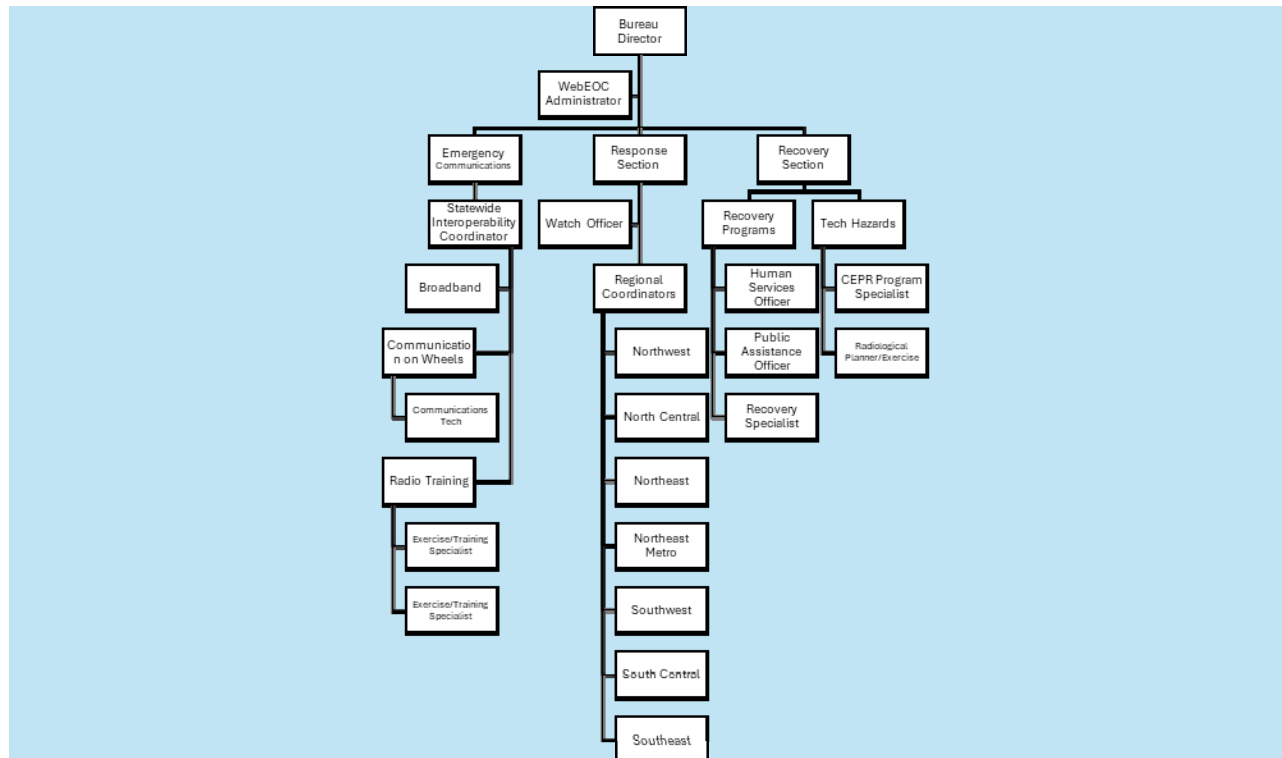 Bureau
Director
WebEOC
Administrator
Emergency
Communications
Response
Section
Recovery
Section
Statewide
Interoperability
Coordinator
Watch Officer
Recovery
Programs
Tech Hazards
Broadband
Regional
Coordinators
Human
Services
Officer
CEPR Program
Specialist
Communicatio
n on Wheels
Northwest
Public
Assistance
Officer
Radiological
Planner/Exercise
Communications
Tech
North Central
Recovery
Specialist
Radio Training
Northeast
Exercise/Training
Specialist
Northeast
Metro
Exercise/Training
Specialist
Southwest
South Central
Southeast